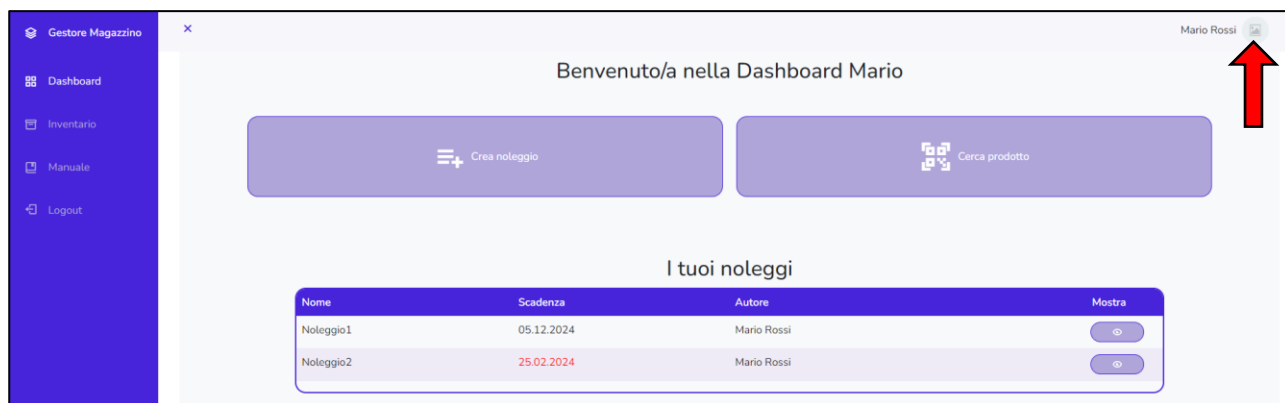 Gestore Magazzino
×
Mario Rossi
Dashboard
Inventario
Manuale
Logout
Benvenuto/a nella Dashboard Mario
Crea noleggio
Cerca prodotto
I tuoi noleggi
Nome Scadenza Autore Mostra
Noleggio1 05.12.2024 Mario Rossi
Noleggio2 25.02.2024 Mario Rossi